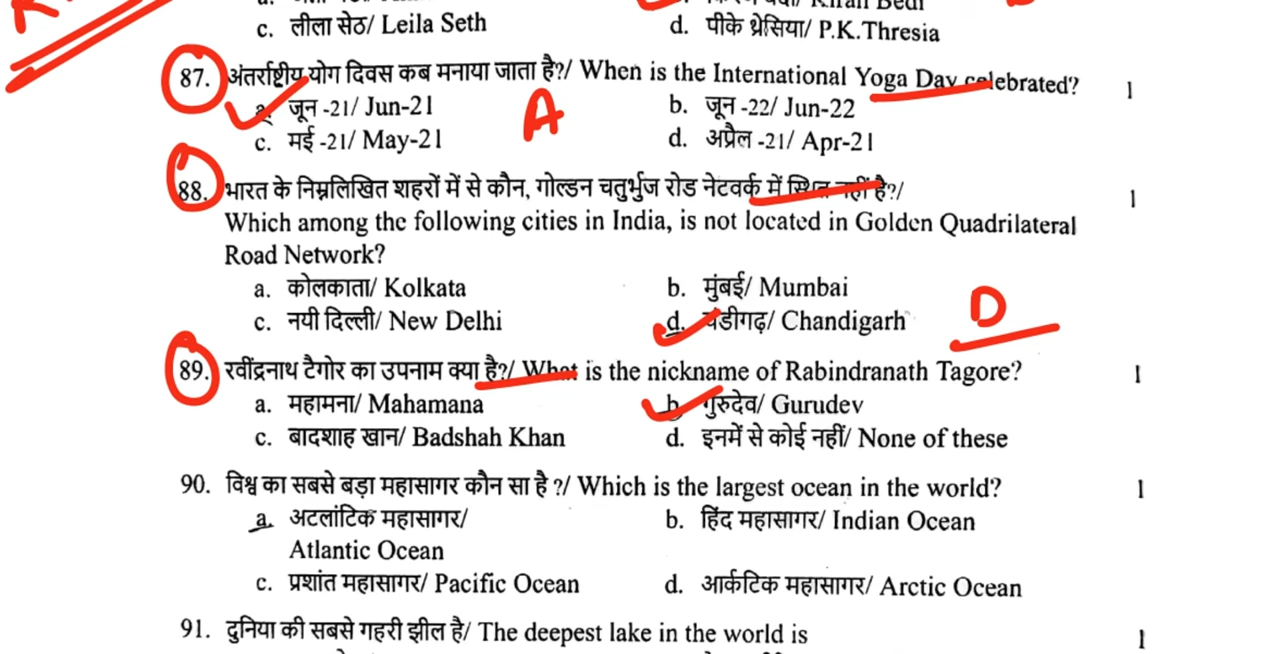 c. लीला सेठ/ Leila Seth d. पीके थ्रेसिया/ P.K.Thresia
87. अंतर्राष्ट्रीय योग दिवस कब मनाया जाता है?/ When is the International Yoga Day celebrated? 1
जून -21/ Jun-21 A b. जून -22/ Jun-22
c. मई -21/ May-21 d. अप्रैल -21/ Apr-21
88. भारत के निम्नलिखित शहरों में से कौन, गोल्डन चतुर्भुज रोड नेटवर्क में स्थित नहीं है?/ 1
Which among the following cities in India, is not located in Golden Quadrilateral
Road Network?
a. कोलकाता/ Kolkata b. मुंबई/ Mumbai
c. नयी दिल्ली/ New Delhi d. चंडीगढ़/ Chandigarh D
89. रवींद्रनाथ टैगोर का उपनाम क्या है?/ What is the nickname of Rabindranath Tagore? 1
a. महामना/ Mahamana b. गुरुदेव/ Gurudev
c. बादशाह खान/ Badshah Khan d. इनमें से कोई नहीं/ None of these
90. विश्व का सबसे बड़ा महासागर कौन सा है ?/ Which is the largest ocean in the world? 1
a. अटलांटिक महासागर/ b. हिंद महासागर/ Indian Ocean
Atlantic Ocean
c. प्रशांत महासागर/ Pacific Ocean d. आर्कटिक महासागर/ Arctic Ocean
91. दुनिया की सबसे गहरी झील है/ The deepest lake in the world is 1